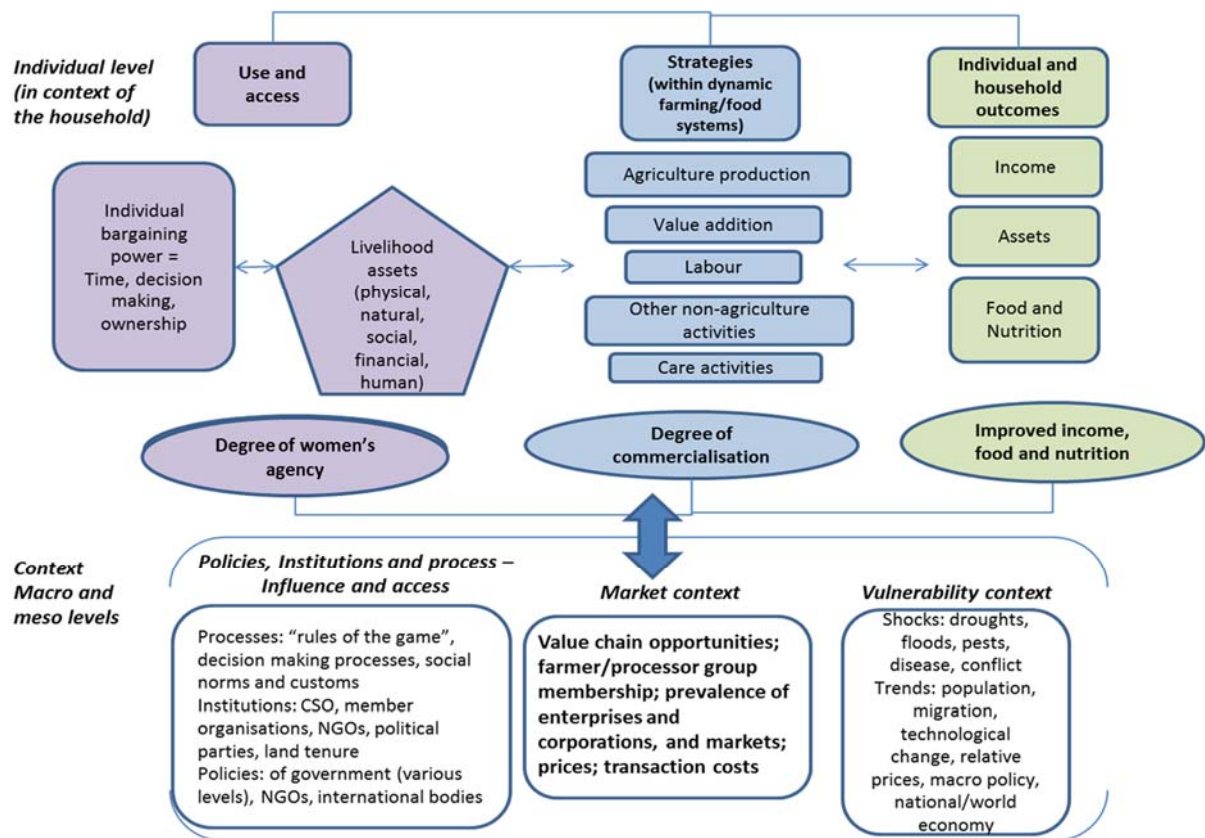 Individual level
(in context of
the household)
Use and
access
Strategies
(within dynamic
farming/food
systems)
Individual and
household
outcomes
Individual
bargaining
power =
Time, decision
making,
ownership
Livelihood
assets
(physical,
natural,
social,
financial,
human)
Agriculture production
Value addition
Labour
Other non-agriculture
activities
Care activities
Income
Assets
Food and
Nutrition
Degree of women’s
agency
Degree of
commercialisation
Improved income,
food and nutrition
Context
Macro and
meso levels
Policies, Institutions and process –
Influence and access
Processes: “rules of the game”,
decision making processes, social
norms and customs
Institutions: CSO, member
organisations, NGOs, political
parties, land tenure
Policies: of government (various
levels), NGOs, international bodies
Market context
Value chain opportunities;
farmer/processor group
membership; prevalence of
enterprises and
corporations, and markets;
prices; transaction costs
Vulnerability context
Shocks: droughts,
floods, pests,
disease, conflict
Trends: population,
migration,
technological
change, relative
prices, macro policy,
national/world
economy